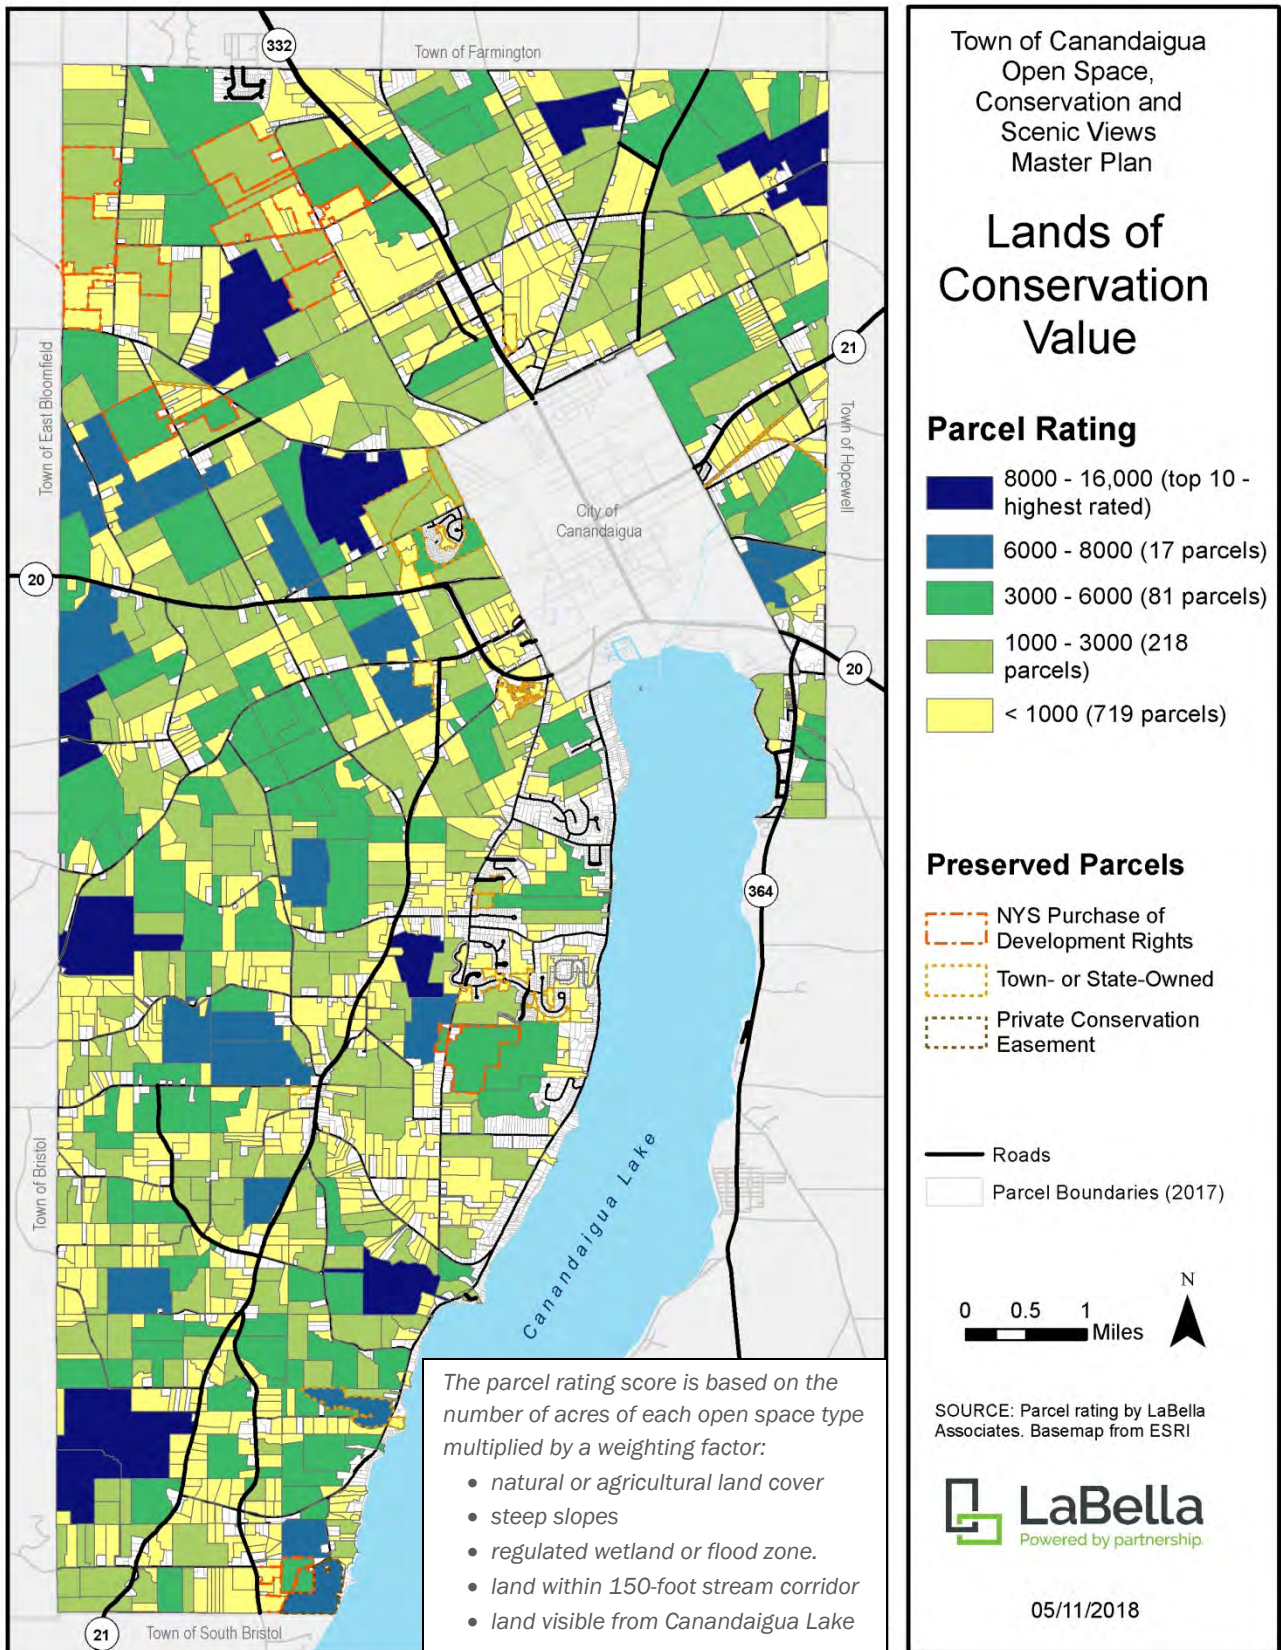 332
Town of Farmington
21
Town of East Bloomfield
Town of Hopewell
City of
Canandaigua
20
20
364
Town of Bristol
Canandaigua Lake
21
Town of South Bristol
The parcel rating score is based on the
number of acres of each open space type
multiplied by a weighting factor:
• natural or agricultural land cover
• steep slopes
• regulated wetland or flood zone.
• land within 150-foot stream corridor
• land visible from Canandaigua Lake
Town of Canandaigua
Open Space,
Conservation and
Scenic Views
Master Plan
Lands of
Conservation
Value
Parcel Rating
8000 - 16,000 (top 10 -
highest rated)
6000 - 8000 (17 parcels)
3000 - 6000 (81 parcels)
1000 - 3000 (218
parcels)
< 1000 (719 parcels)
Preserved Parcels
NYS Purchase of
Development Rights
Town- or State-Owned
Private Conservation
Easement
Roads
Parcel Boundaries (2017)
N
0 0.5 1
Miles
SOURCE: Parcel rating by LaBella
Associates. Basemap from ESRI
LaBella
Powered by partnership.
05/11/2018